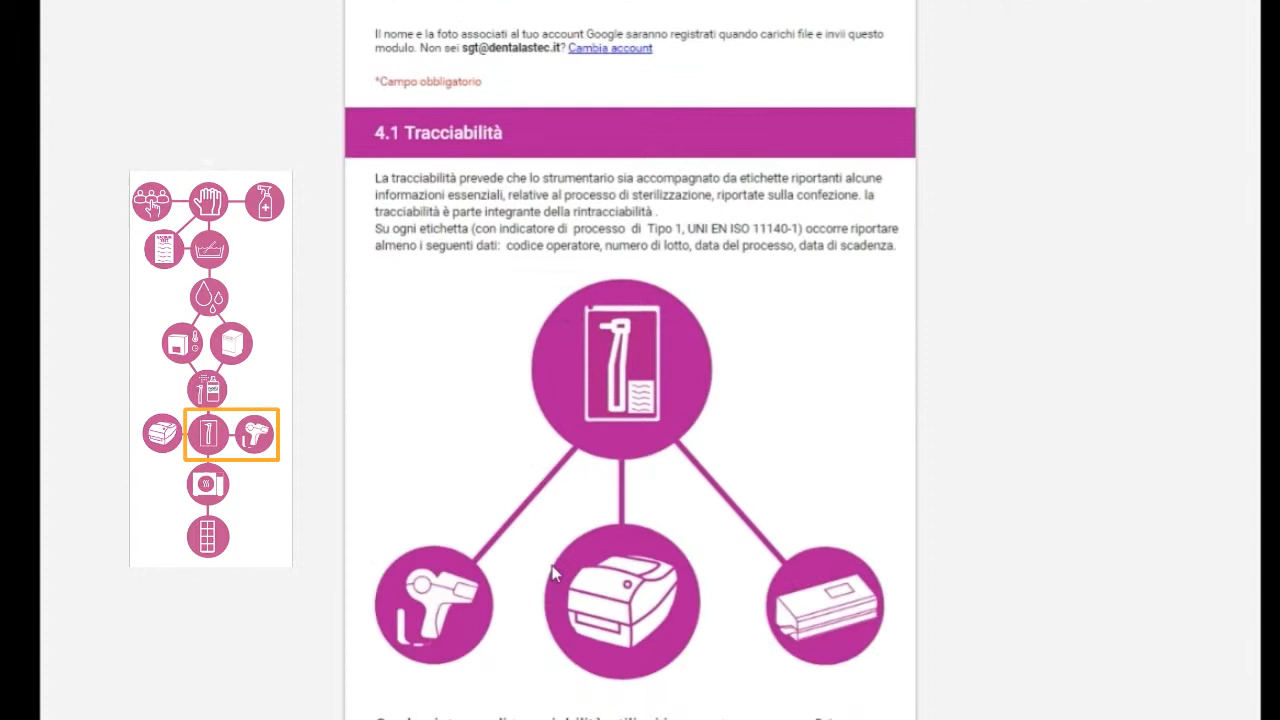 Il nome e la foto associati al tuo account Google saranno registrati quando carichi file e invii questo
modulo. Non sei sgt@dentalastec.it? Cambia account
*Campo obbligatorio
4.1 Tracciabilità
La tracciabilità prevede che lo strumentario sia accompagnato da etichette riportanti alcune
informazioni essenziali, relative al processo di sterilizzazione, riportate sulla confezione. la
tracciabilità è parte integrante della rintracciabilità .
Su ogni etichetta (con indicatore di processo di Tipo 1, UNI EN ISO 11140-1) occorre riportare
almeno i seguenti dati: codice operatore, numero di lotto, data del processo, data di scadenza.